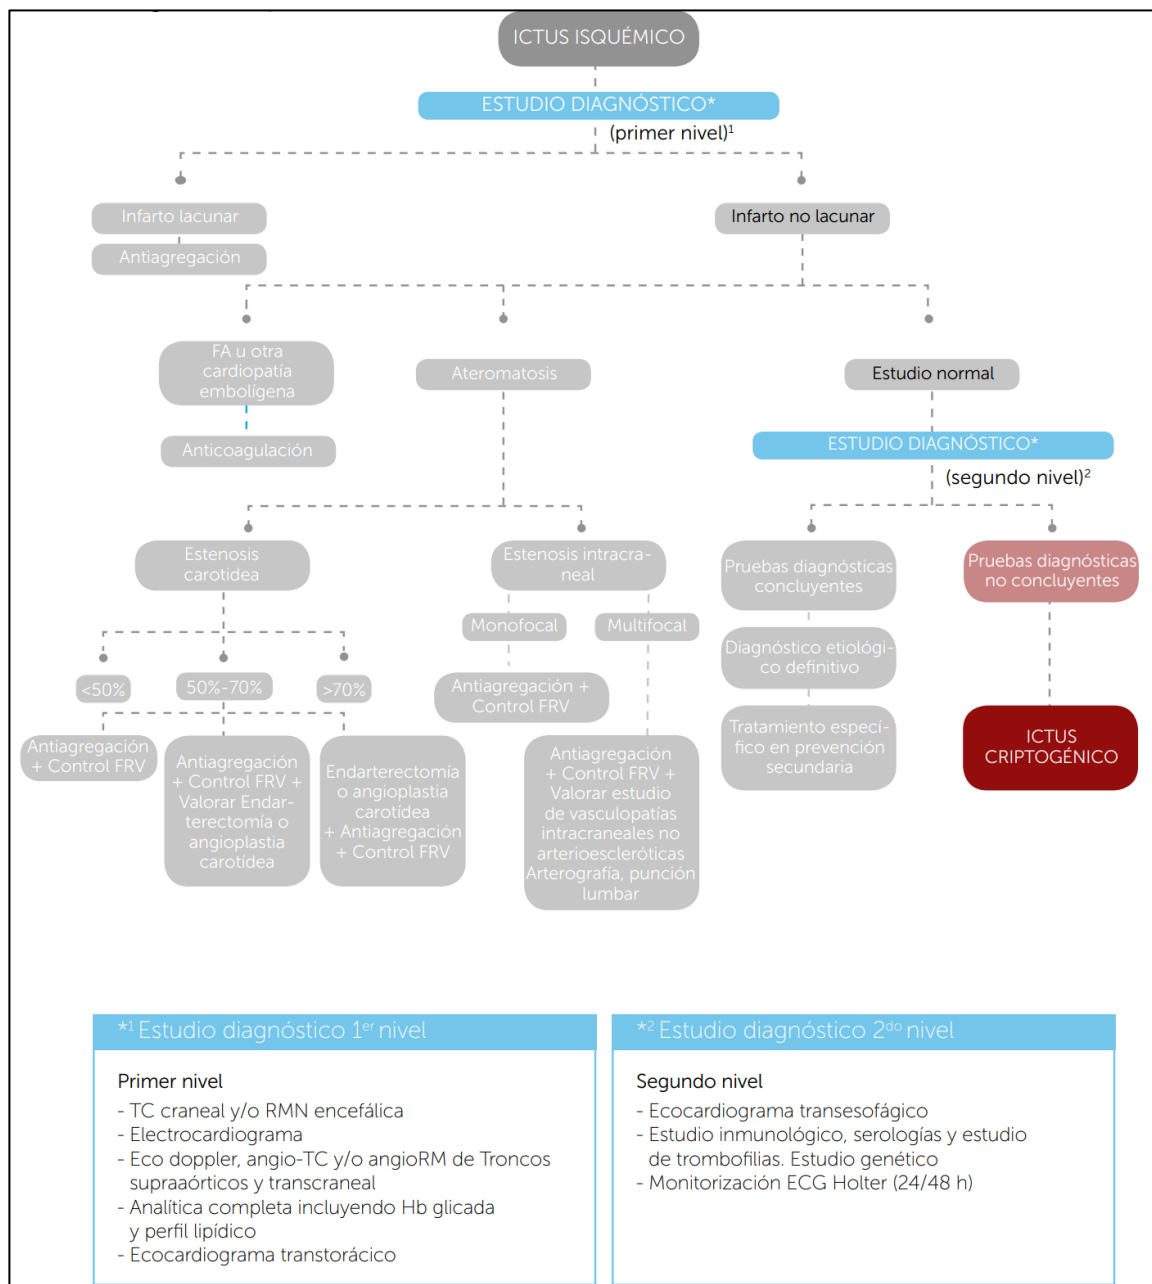 ICTUS ISQUÉMICO
ESTUDIO DIAGNÓSTICO*
(primer nivel)¹
Infarto lacunar
Infarto no lacunar
Antiagregación
FA u otra
cardiopatía
embolígena
Ateromatosis
Estudio normal
Anticoagulación
ESTUDIO DIAGNÓSTICO*
(segundo nivel)²
Estenosis
carotidea
Estenosis intracra-
neal
Pruebas diagnósticas
concluyentes
Pruebas diagnósticas
no concluyentes
Monofocal
Multifocal
Diagnóstico etiológi-
co definitivo
<50%
50%-70%
>70%
Antiagregación +
Control FRV
Antiagregación
+ Control FRV
Antiagregación
+ Control FRV +
Valorar Endar-
terectomía o
angioplastia
carotídea
Endarterectomía
o angioplastia
carotídea
+ Antiagregación
+ Control FRV
Antiagregación
+ Control FRV +
Valorar estudio
de vasculopatías
intracraneales no
arterioescleróticas
Arterografía, punción
lumbar
Tratamiento especí-
fico en prevención
secundaria
ICTUS
CRIPTOGÉNICO
*¹ Estudio diagnóstico 1er nivel
Primer nivel
- TC craneal y/o RMN encefálica
- Electrocardiograma
- Eco doppler, angio-TC y/o angioRM de Troncos
supraaórticos y transcraneal
- Analítica completa incluyendo Hb glicada
y perfil lipídico
- Ecocardiograma transtorácico
*² Estudio diagnóstico 2do nivel
Segundo nivel
- Ecocardiograma transesofágico
- Estudio inmunológico, serologías y estudio
de trombofilias. Estudio genético
- Monitorización ECG Holter (24/48 h)